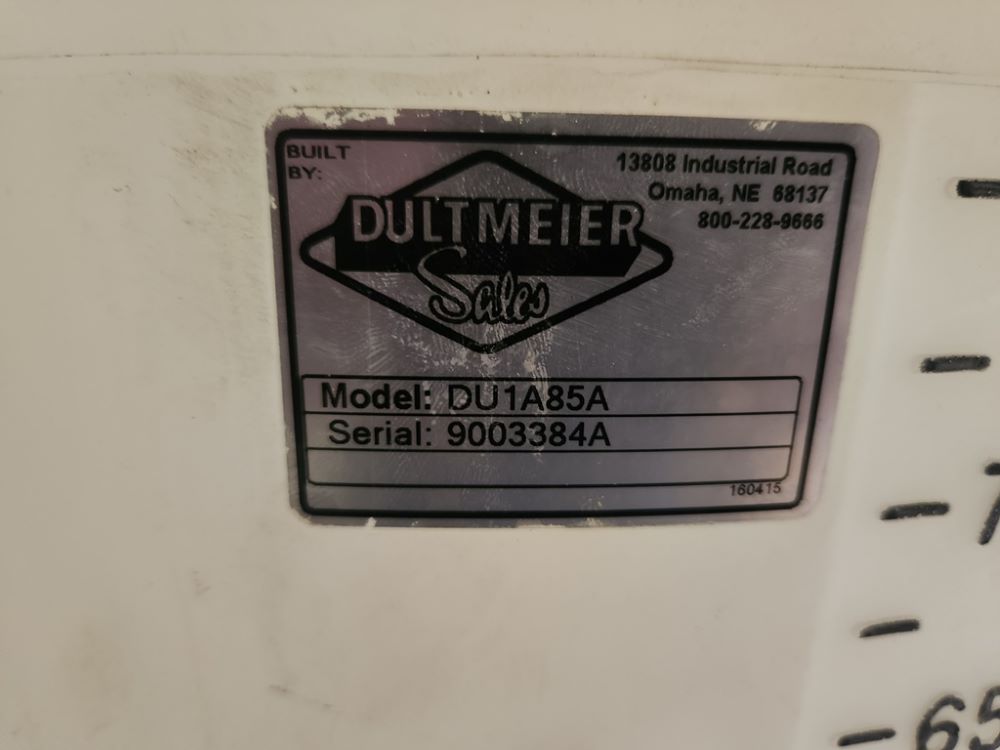 BUILT
BY:
DULTMEIER
Sales
13808 Industrial Road
Omaha, NE 68137
800-228-9666
Model: DU1A85A
Serial: 9003384A
160415
65